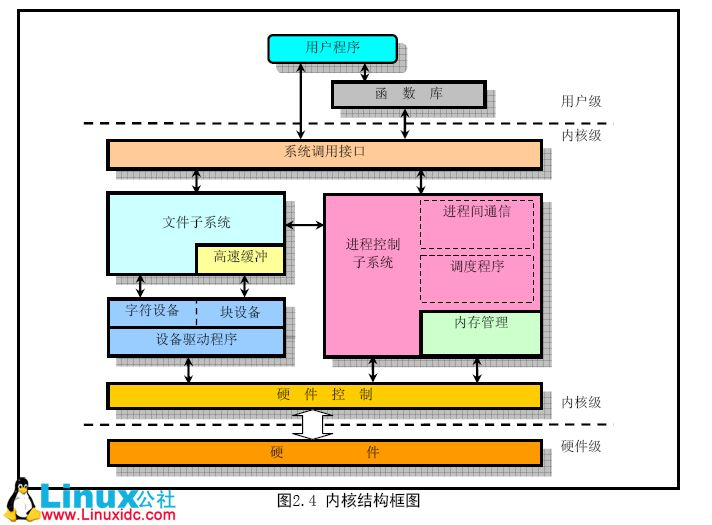 用户程序
函 数 库
用户级
内核级
系统调用接口
文件子系统
高速缓冲
进程控制
子系统
进程间通信
调度程序
内存管理
字符设备
块设备
设备驱动程序
硬 件 控 制
内核级
硬件级
硬 件
图2.4 内核结构框图
Linux公社
www.Linuxidc.com